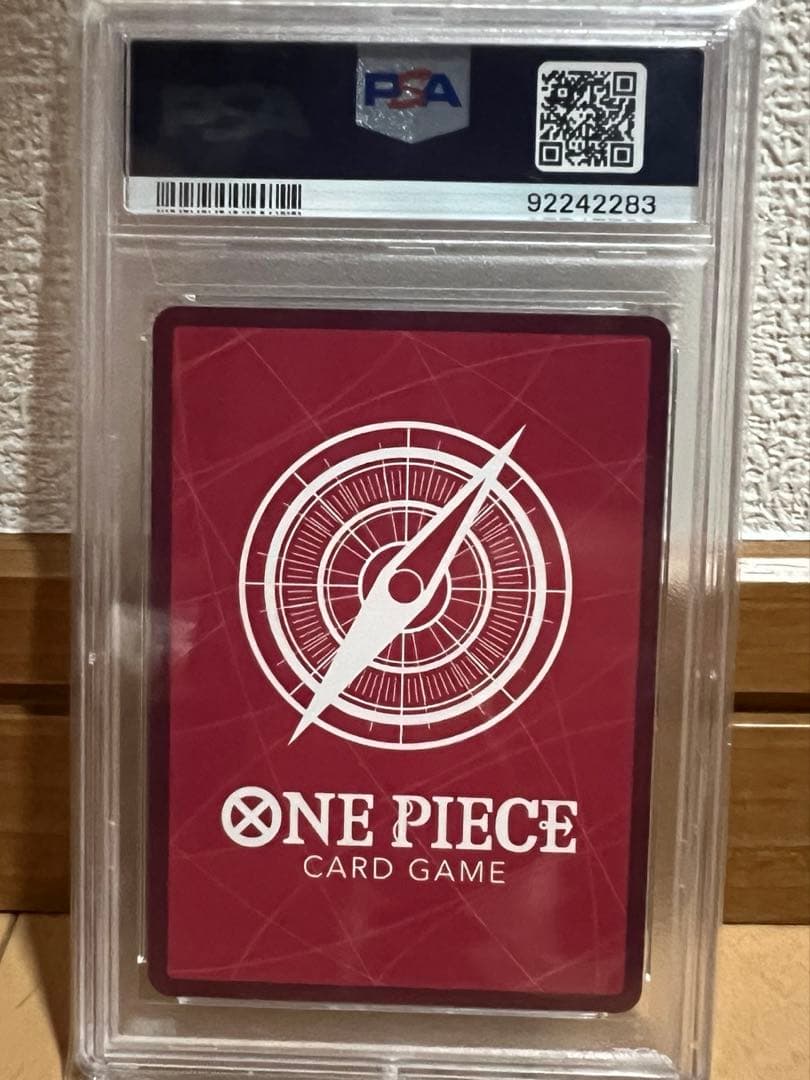 PSA
92242283
ONE PIECE
CARD GAME